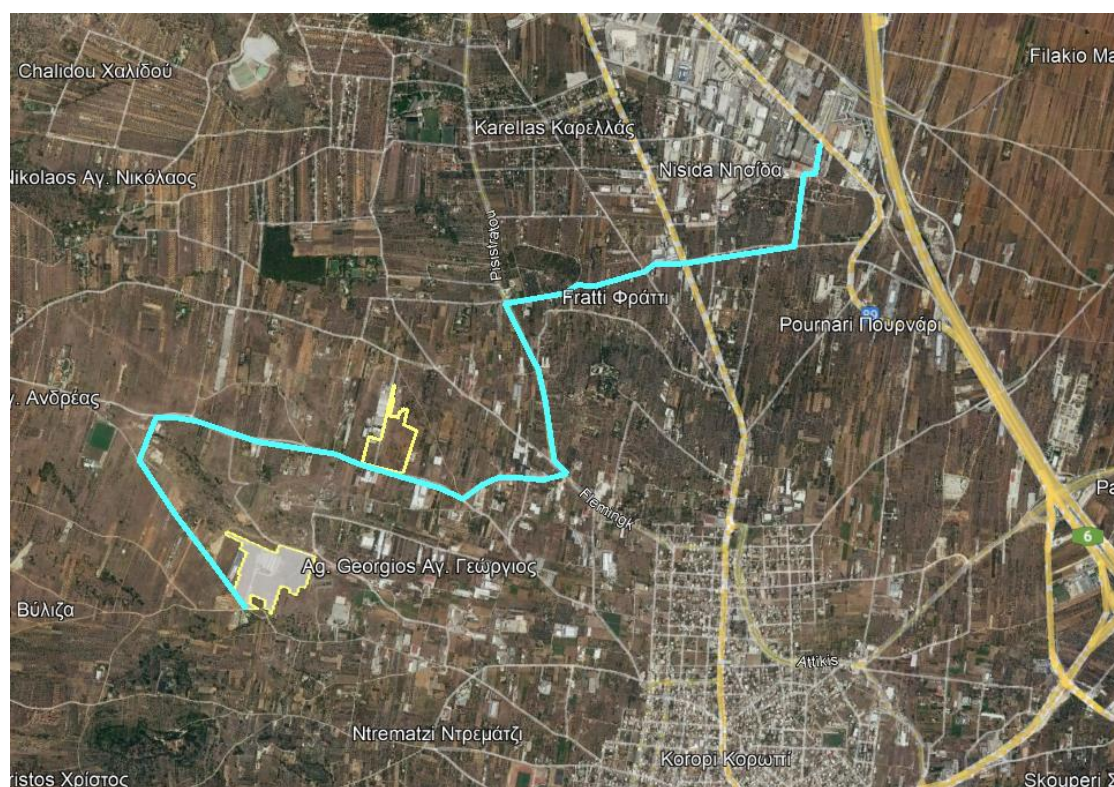 Filakio Ma
Chalidou Χαλιδού
Karellas Καρελλάς
Nisida Νησίδα
Nikolaos Αγ. Νικόλαος
Pisistratou
Fratti Φράττι
Pournari Πουρνάρι
γ. Ανδρέας
Flemingk
Pa
6
Ag. Georgios Αγ. Γεώργιος
Βύλιζα
Attikis
Ntrematzi Ντρεμάτζι
Koropi Κορωπί
ristos Χρίστος
Skouperi Σ